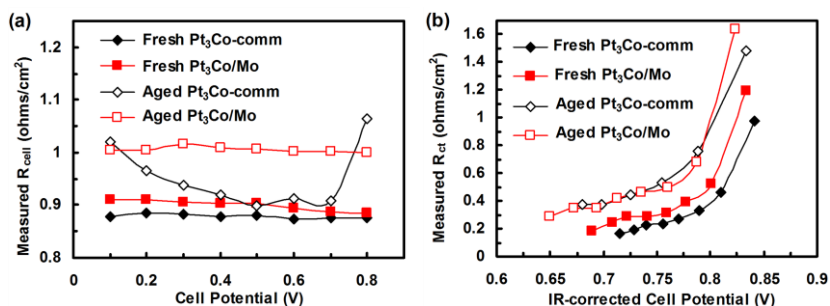 (a)
Measured R_cell (ohms/cm²)
1.2
1.1
1
0.9
0.8
Fresh Pt₃Co-comm
Fresh Pt₃Co/Mo
Aged Pt₃Co-comm
Aged Pt₃Co/Mo
0 0.2 0.4 0.6 0.8
Cell Potential (V)
(b)
Measured R_ct (ohms/cm²)
1.6
1.4
1.2
1
0.8
0.6
0.4
0.2
0
Fresh Pt₃Co-comm
Fresh Pt₃Co/Mo
Aged Pt₃Co-comm
Aged Pt₃Co/Mo
0.6 0.65 0.7 0.75 0.8 0.85 0.9
IR-corrected Cell Potential (V)